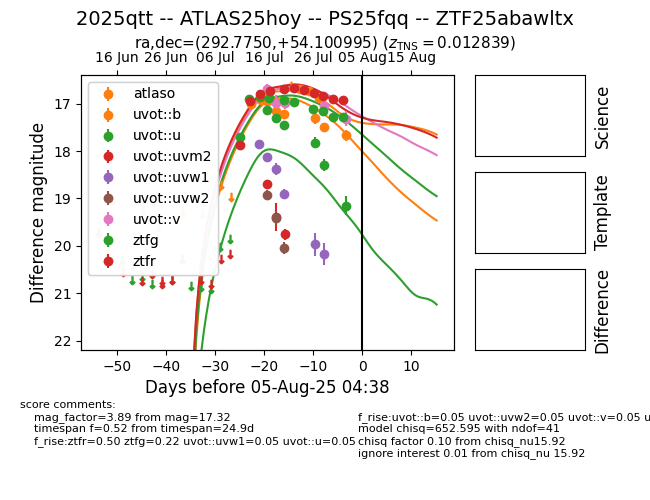 2025qtt -- ATLAS25hoy -- PS25fqq -- ZTF25abawltx
ra,dec=(292.7750,+54.100995) (z_TNS = 0.012839)
16 Jun 26 Jun 06 Jul 16 Jul 26 Jul 05 Aug 15 Aug
17
18
19
20
21
22
Difference magnitude
atlaso
uvot::b
uvot::u
uvot::uvm2
uvot::uvw1
uvot::uvw2
uvot::v
ztfg
ztfr
−50 −40 −30 −20 −10 0 10
Days before 05-Aug-25 04:38
Science
Template
Difference
score comments:
mag_factor=3.89 from mag=17.32
timespan f=0.52 from timespan=24.9d
f_rise:ztfr=0.50 ztfg=0.22 uvot::uvw1=0.05 uvot::u=0.05
f_rise:uvot::b=0.05 uvot::uvw2=0.05 uvot::v=0.05 u
model chisq=652.595 with ndof=41
chisq factor 0.10 from chisq_nu15.92
ignore interest 0.01 from chisq_nu 15.92